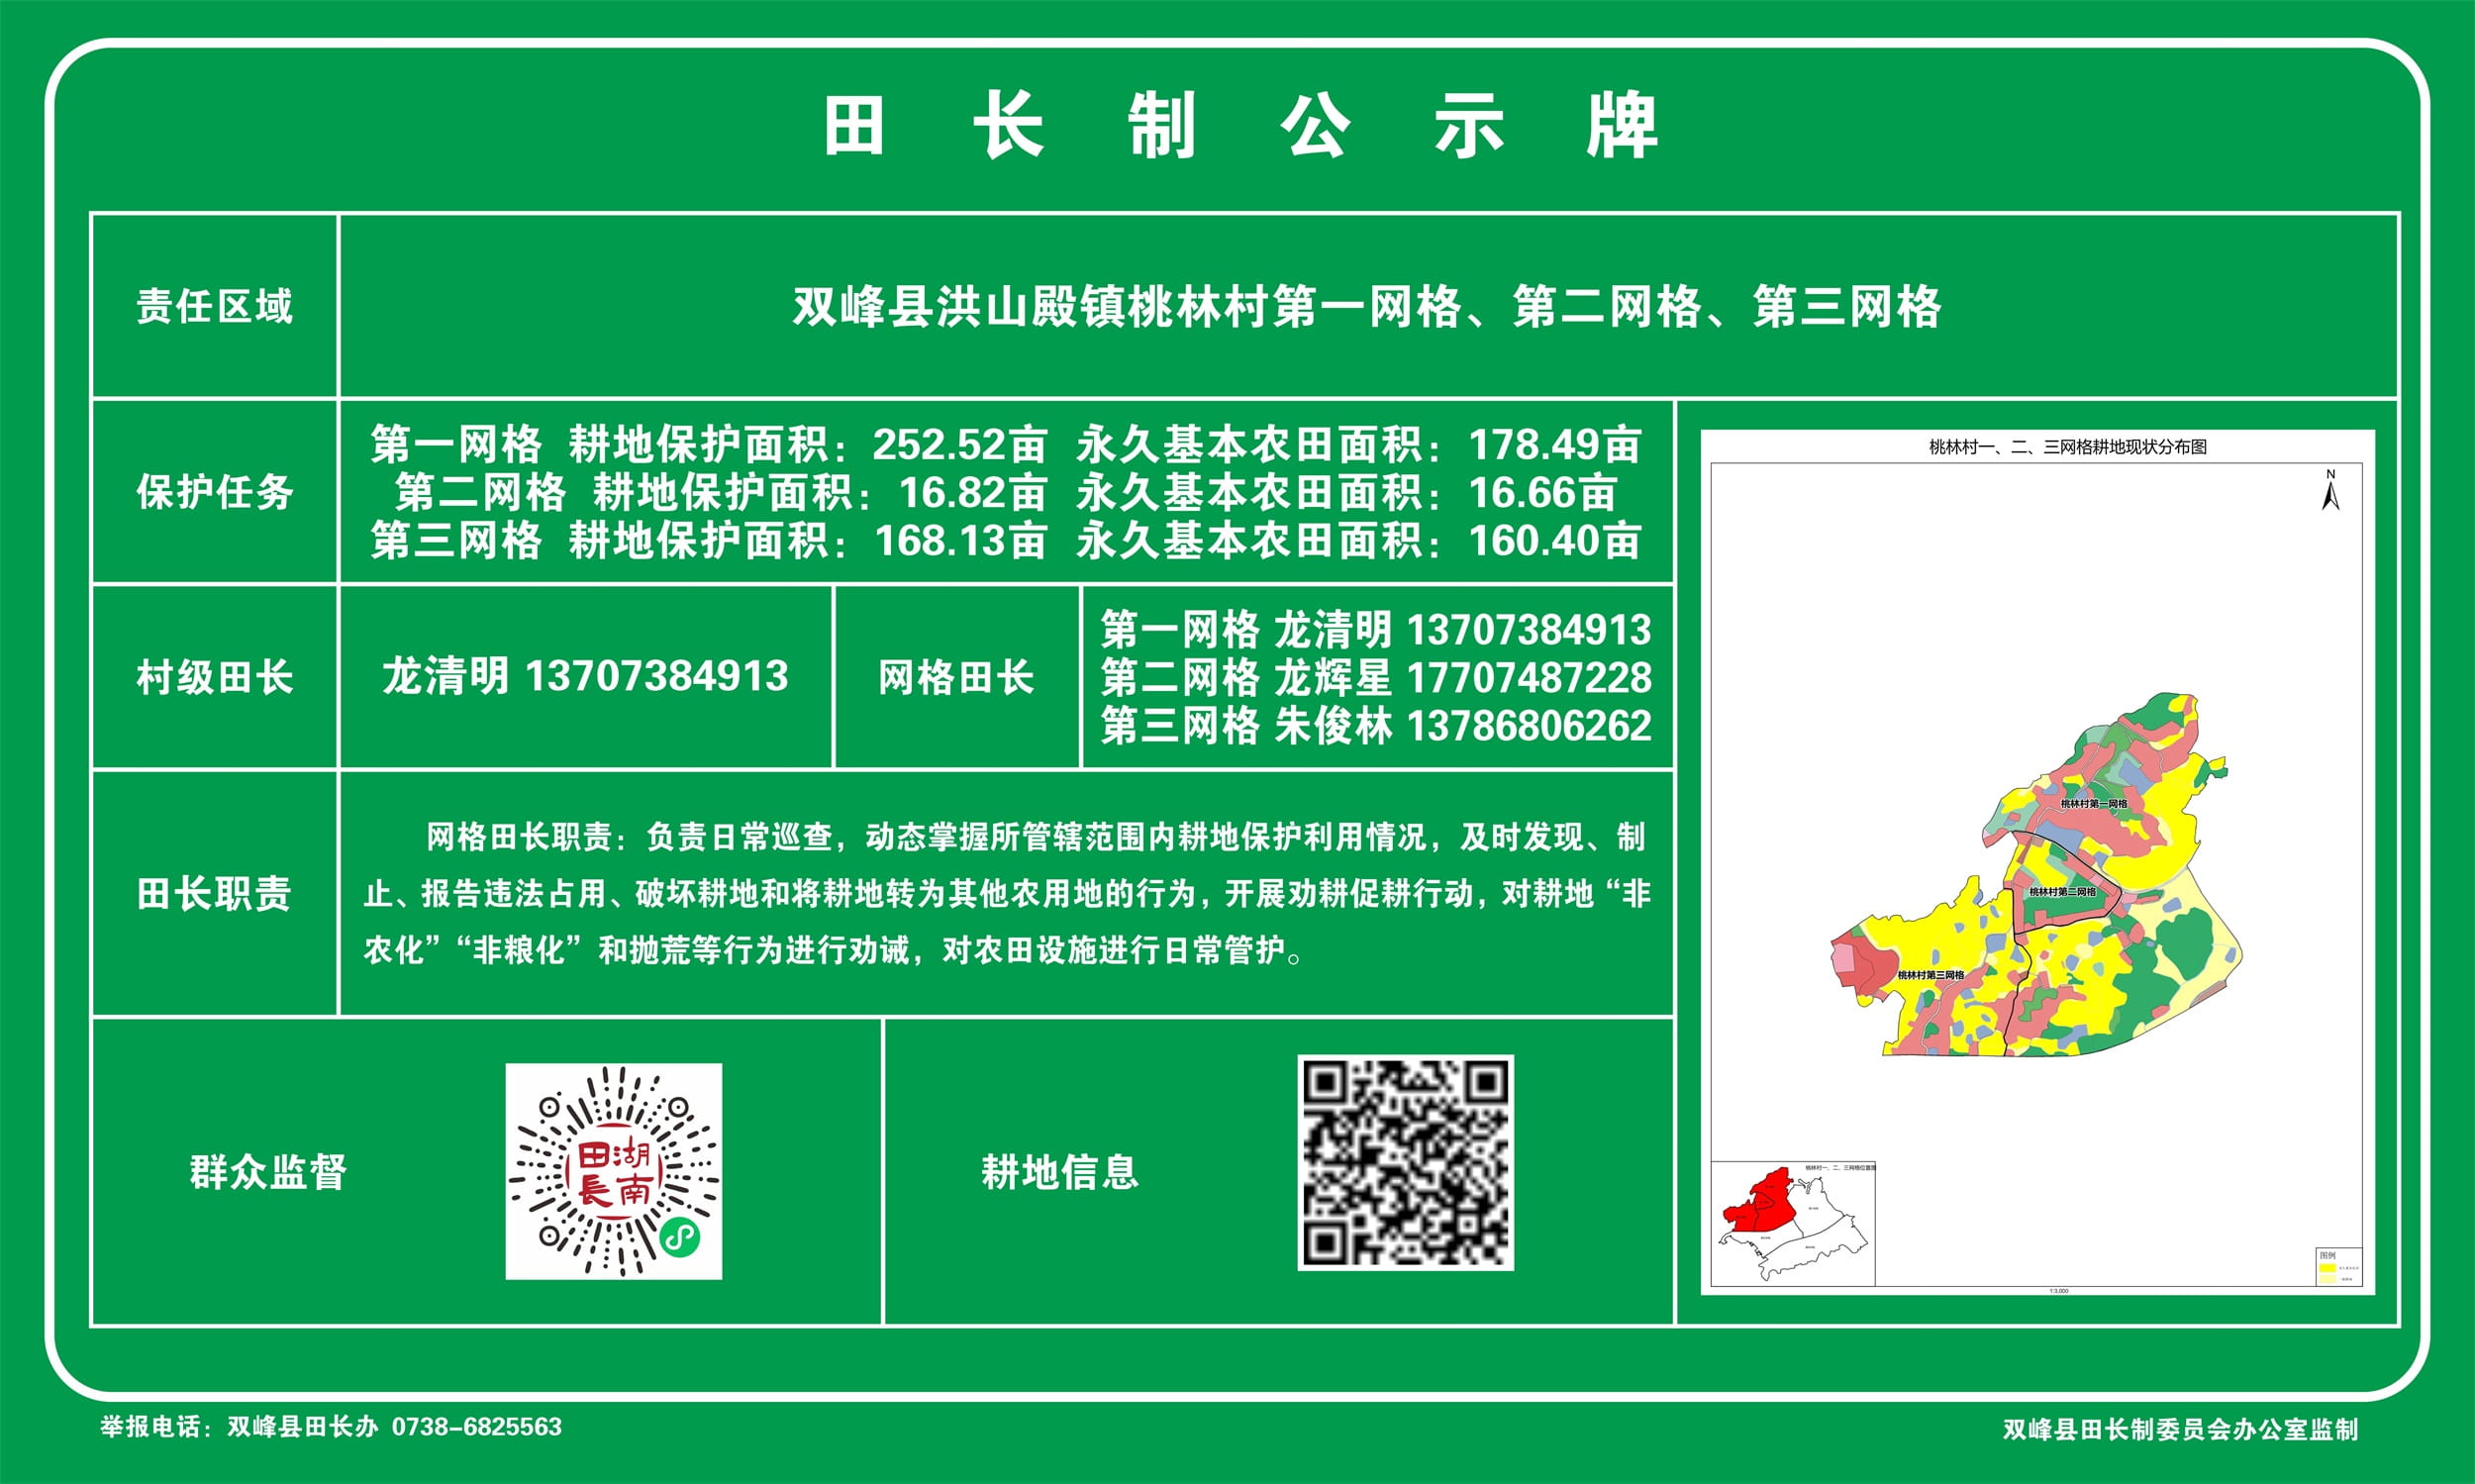 田长制公示牌
责任区域
双峰县洪山殿镇桃林村第一网格、第二网格、第三网格
保护任务
第一网格 耕地保护面积：252.52亩 永久基本农田面积：178.49亩
第二网格 耕地保护面积：16.82亩 永久基本农田面积：16.66亩
第三网格 耕地保护面积：168.13亩 永久基本农田面积：160.40亩
村级田长
龙清明 13707384913
网格田长
第一网格 龙清明 13707384913
第二网格 龙辉星 17707487228
第三网格 朱俊林 13786806262
田长职责
网格田长职责：负责日常巡查，动态掌握所管辖范围内耕地保护利用情况，及时发现、制
止、报告违法占用、破坏耕地和将耕地转为其他农用地的行为，开展劝耕促耕行动，对耕地“非
农化”“非粮化”和抛荒等行为进行劝诫，对农田设施进行日常管护。
群众监督
田湖
長南
耕地信息
桃林村一、二、三网格耕地现状分布图
N
桃林村第一网格
桃林村第二网格
桃林村第三网格
桃林村一、二、三网格位置图
图例
1:3,000
举报电话：双峰县田长办 0738-6825563
双峰县田长制委员会办公室监制